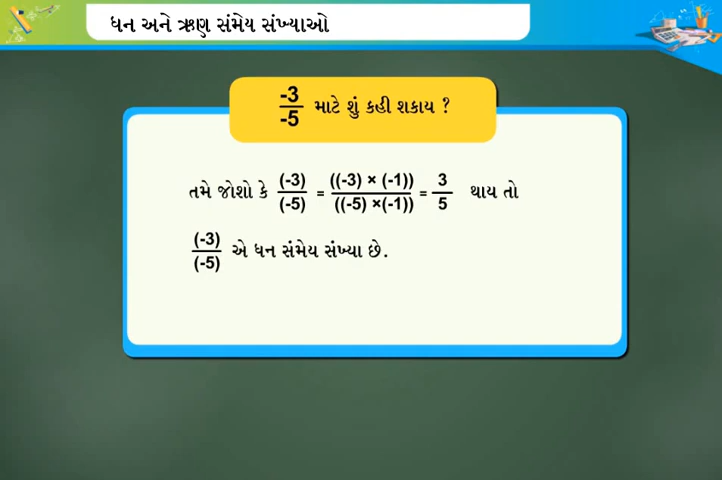 ધન અને ઋણ સંમેય સંખ્યાઓ
-3/-5 માટે શું કહી શકાય ?
તમે જોશો કે (-3)/(-5) = ((-3) × (-1))/((-5) ×(-1)) = 3/5 થાય તો
(-3)/(-5) એ ધન સંમેય સંખ્યા છે.